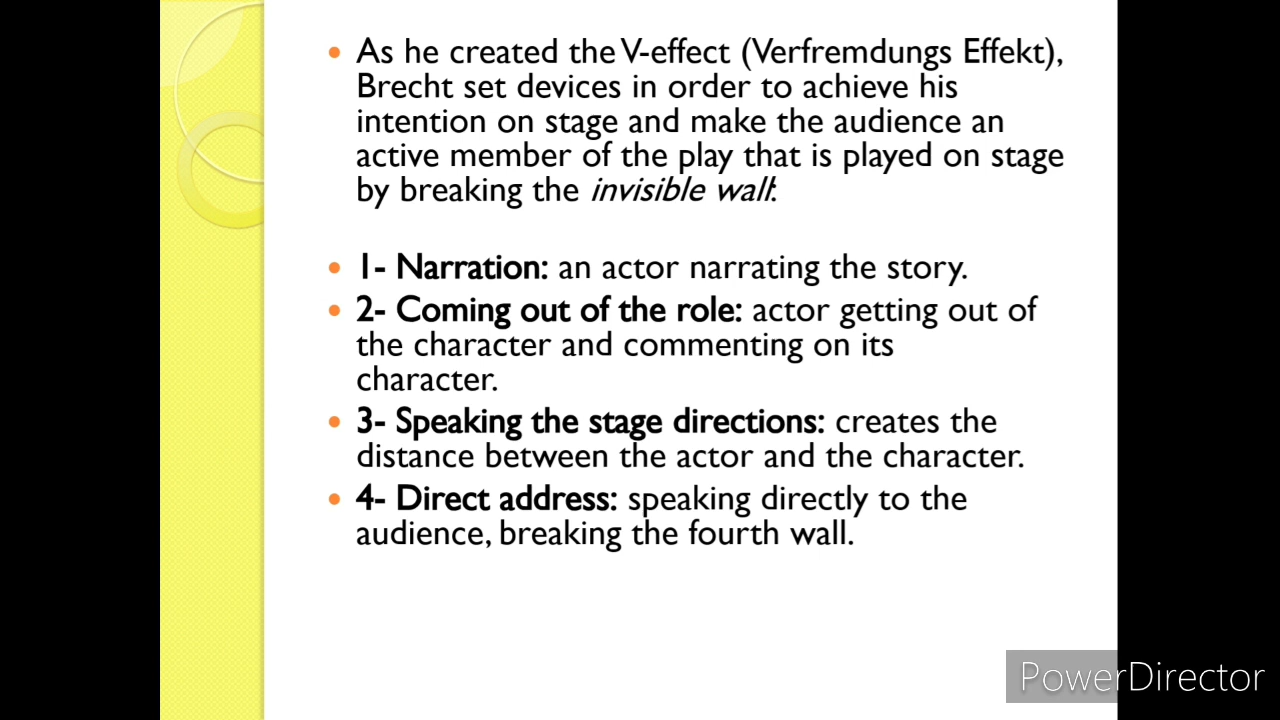 As he created the V-effect (Verfremdungs Effekt),
Brecht set devices in order to achieve his
intention on stage and make the audience an
active member of the play that is played on stage
by breaking the invisible wall:
1- Narration: an actor narrating the story.
2- Coming out of the role: actor getting out of
the character and commenting on its
character.
3- Speaking the stage directions: creates the
distance between the actor and the character.
4- Direct address: speaking directly to the
audience, breaking the fourth wall.
PowerDirector